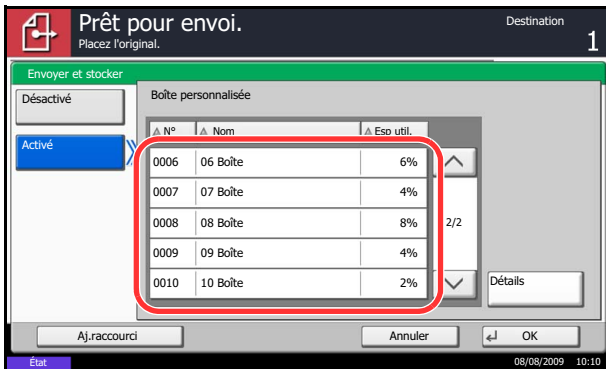 Prêt pour envoi.
Placez l'original.
Destination
1
Envoyer et stocker
Désactivé
Activé
Boîte personnalisée
N° Nom Esp util.
0006 06 Boîte 6%
0007 07 Boîte 4%
0008 08 Boîte 8%
0009 09 Boîte 4%
0010 10 Boîte 2%
2/2
Détails
Aj.raccourci
Annuler
OK
État
08/08/2009 10:10